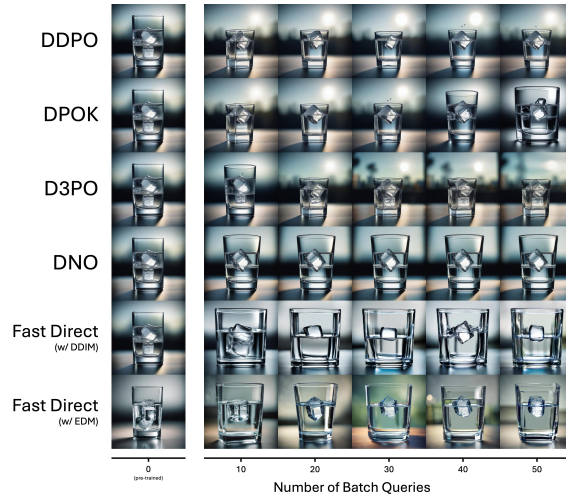 DDPO
DPOK
D3PO
DNO
Fast Direct
(w/ DDIM)
Fast Direct
(w/ EDM)
0
(pre-trained)
10
20
30
40
50
Number of Batch Queries